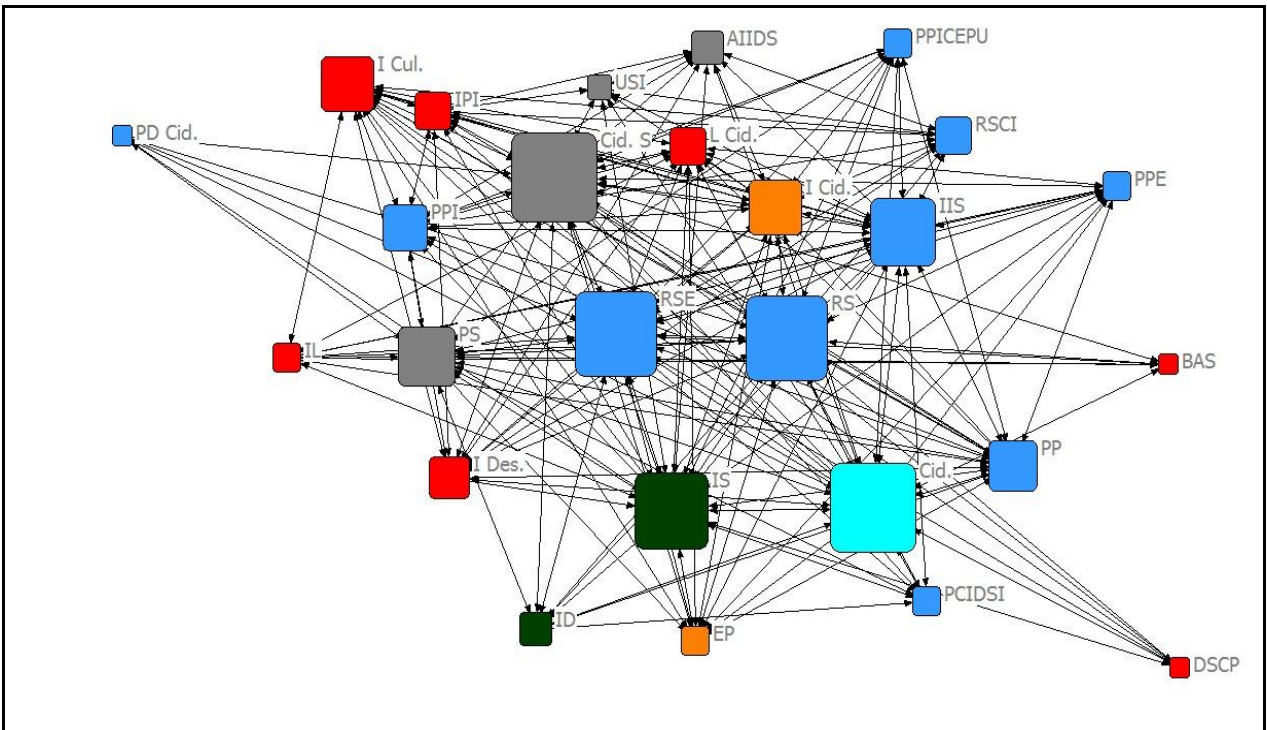 AIIDS
PPICEPU
I Cul.
USI
IPI
RSCI
PD Cid.
Cid. S
L Cid.
PPE
I Cid.
PPI
IIS
RSE
RS
PS
IL
BAS
PP
I Des.
IS
Cid.
PCIDSI
ID
EP
DSCP